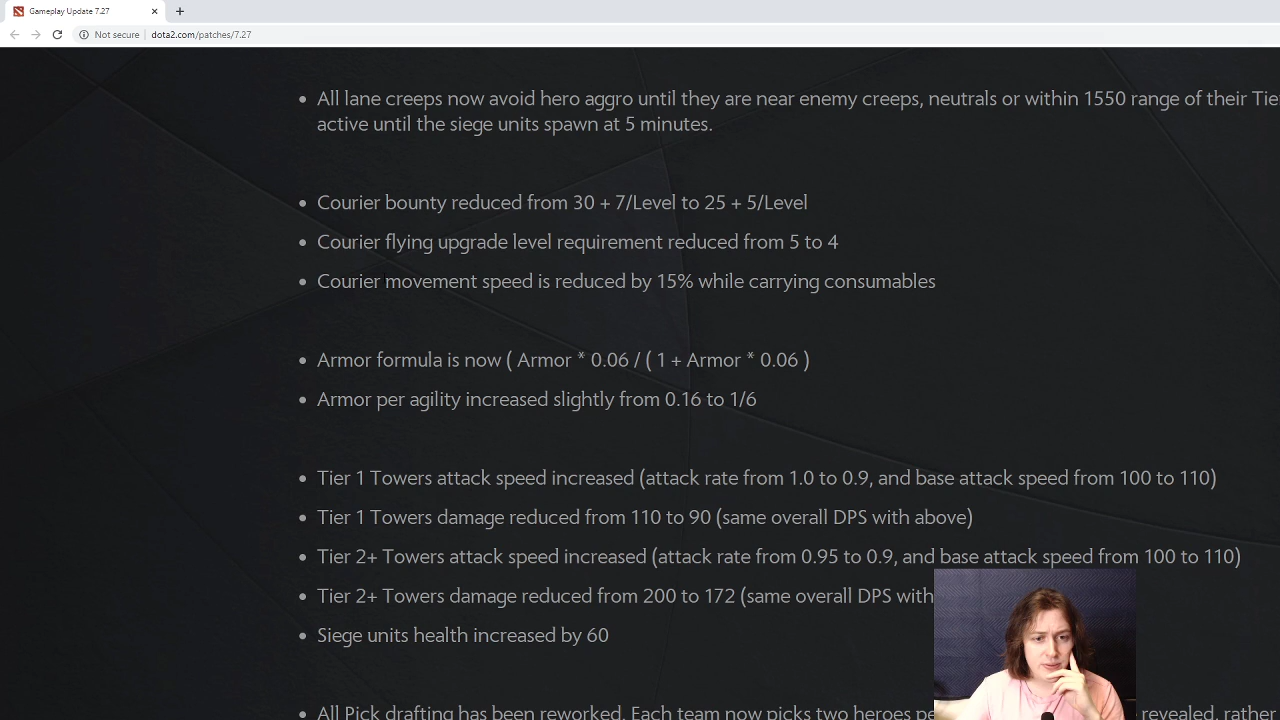 Gameplay Update 7.27
Not secure dota2.com/patches/7.27
• All lane creeps now avoid hero aggro until they are near enemy creeps, neutrals or within 1550 range of their
active until the siege units spawn at 5 minutes.
• Courier bounty reduced from 30 + 7/Level to 25 + 5/Level
• Courier flying upgrade level requirement reduced from 5 to 4
• Courier movement speed is reduced by 15% while carrying consumables
• Armor formula is now ( Armor * 0.06 / ( 1 + Armor * 0.06 )
• Armor per agility increased slightly from 0.16 to 1/6
• Tier 1 Towers attack speed increased (attack rate from 1.0 to 0.9, and base attack speed from 100 to 110)
• Tier 1 Towers damage reduced from 110 to 90 (same overall DPS with above)
• Tier 2+ Towers attack speed increased (attack rate from 0.95 to 0.9, and base attack speed from 100 to 110)
• Tier 2+ Towers damage reduced from 200 to 172 (same overall DPS with
• Siege units health increased by 60
• All Pick drafting has been reworked. Each team now picks two heroes revealed, rather